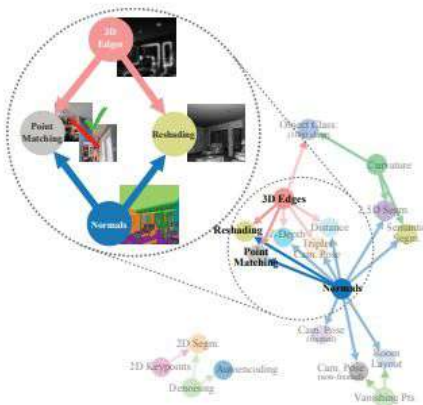 3D
Edges
Point
Matching
Reshading
Normals
Object Class.
Curvature
3D Edges
2.5D Segm.
Reshading
Depth
Distance
Semantic
Segm.
Point
Matching
Triplet
Cam. Pose
Normals
Cam. Pose
Room
Layout
2D Segm.
2D Keypoints
Autoencoding
Cam. Pose
(non-fixated)
Denoising
Vanishing Pts.